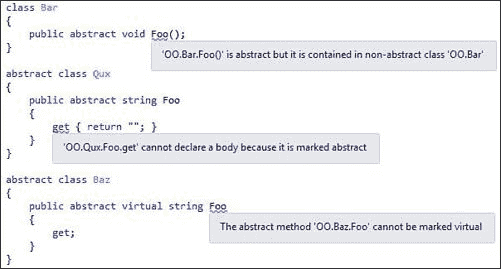 class Bar
{
public abstract void Foo();
}
'OO.Bar.Foo()' is abstract but it is contained in non-abstract class 'OO.Bar'
abstract class Qux
{
public abstract string Foo
{
get { return ""; }
}
'OO.Qux.Foo.get' cannot declare a body because it is marked abstract
}
abstract class Baz
{
public abstract virtual string Foo
{
The abstract method 'OO.Baz.Foo' cannot be marked virtual
get;
}
}